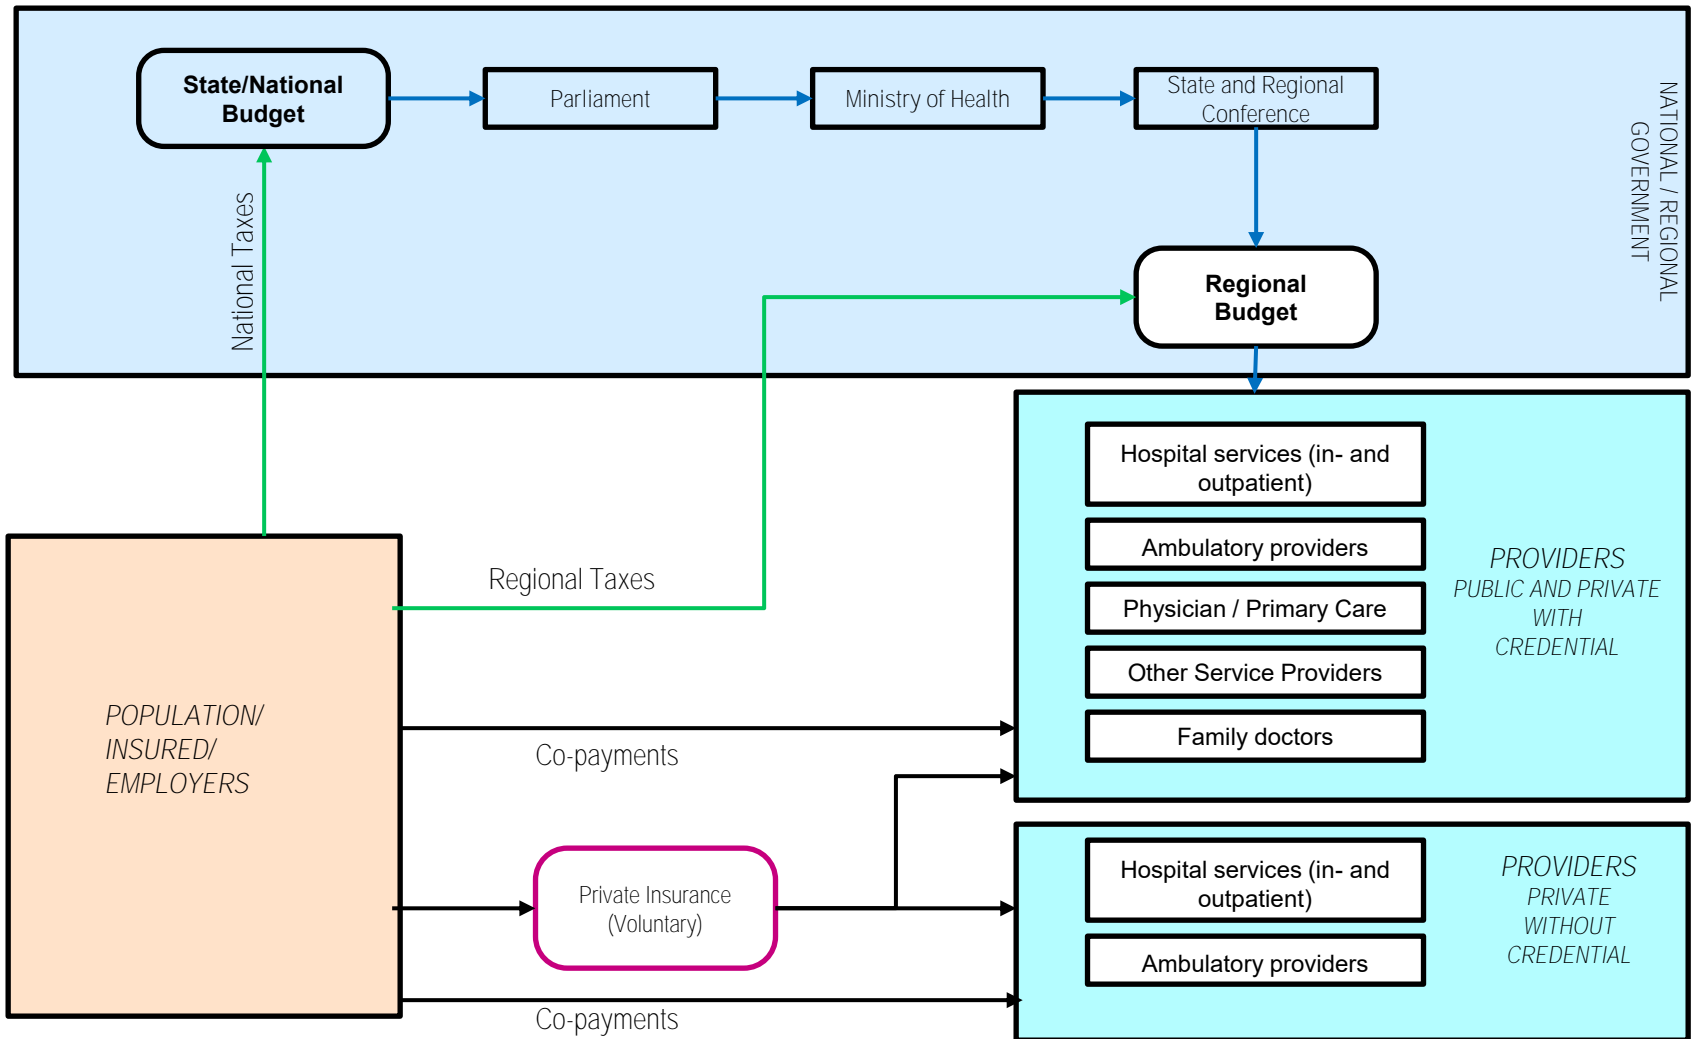 State/National
Budget
Parliament
Ministry of Health
State and Regional
Conference
NATIONAL / REGIONAL
GOVERNMENT
National Taxes
Regional
Budget
Hospital services (in- and
outpatient)
Ambulatory providers
Physician / Primary Care
Other Service Providers
Family doctors
PROVIDERS
PUBLIC AND PRIVATE
WITH
CREDENTIAL
Regional Taxes
POPULATION/
INSURED/
EMPLOYERS
Co-payments
Private Insurance
(Voluntary)
Hospital services (in- and
outpatient)
Ambulatory providers
PROVIDERS
PRIVATE
WITHOUT
CREDENTIAL
Co-payments